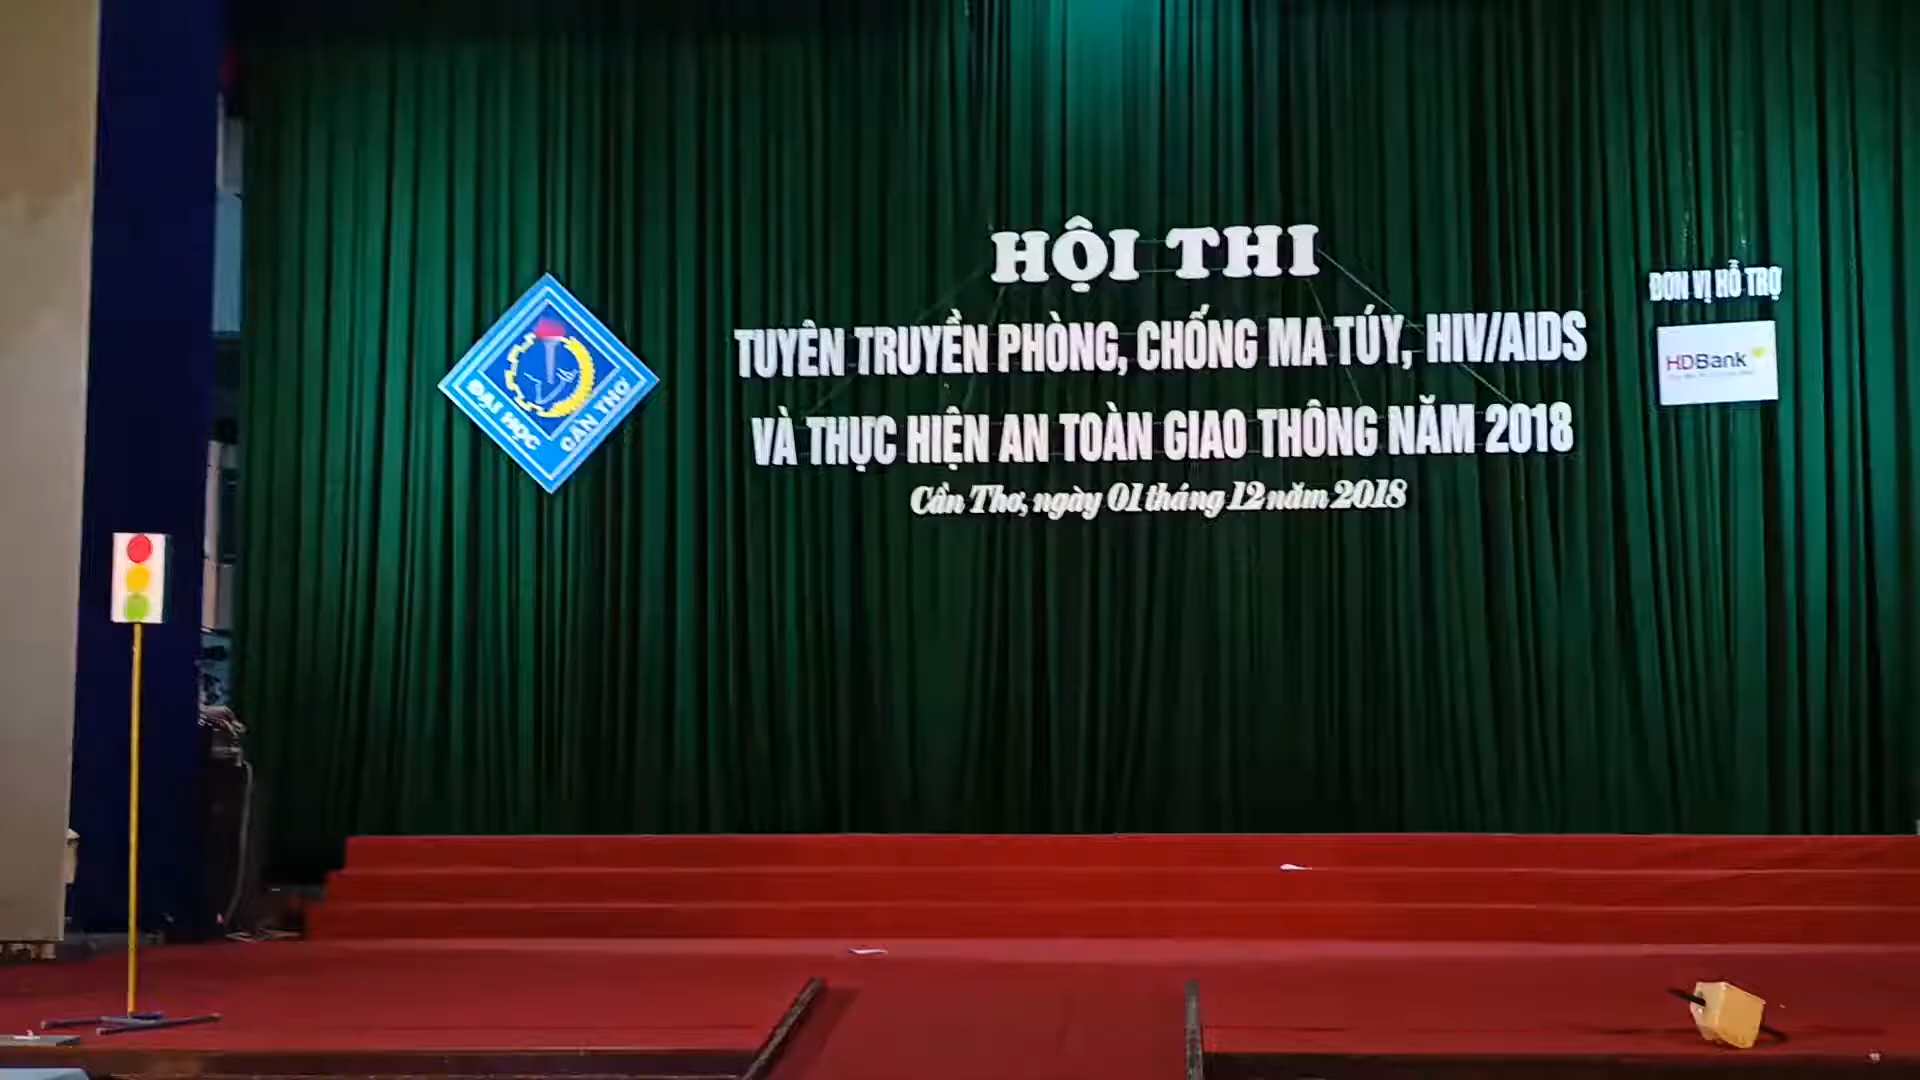 HỘI THI
TUYÊN TRUYỀN PHÒNG, CHỐNG MA TÚY, HIV/AIDS
VÀ THỰC HIỆN AN TOÀN GIAO THÔNG NĂM 2018
Cần Thơ, ngày 01 tháng 12 năm 2018
ĐẠI HỌC CẦN THƠ
ĐƠN VỊ HỖ TRỢ
HDBank